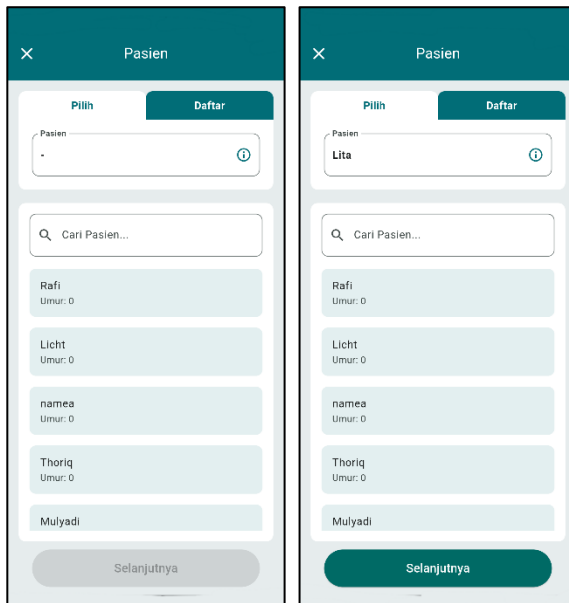 Pasien
Pilih
Daftar
Pasien
-
Cari Pasien...
Rafi
Umur: 0
Licht
Umur: 0
namea
Umur: 0
Thoriq
Umur: 0
Mulyadi
Selanjutnya
Pasien
Pilih
Daftar
Pasien
Lita
Cari Pasien...
Rafi
Umur: 0
Licht
Umur: 0
namea
Umur: 0
Thoriq
Umur: 0
Mulyadi
Selanjutnya